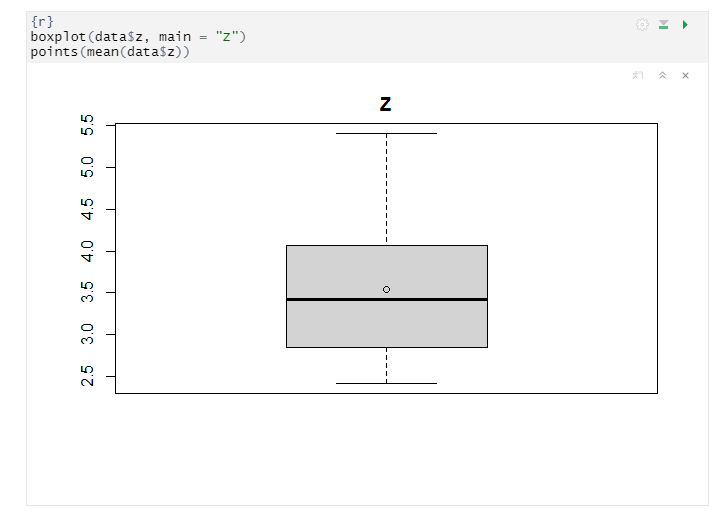 {r}
boxplot(data$z, main = "Z")
points(mean(data$z))
Z
5.5
5.0
4.5
4.0
3.5
3.0
2.5